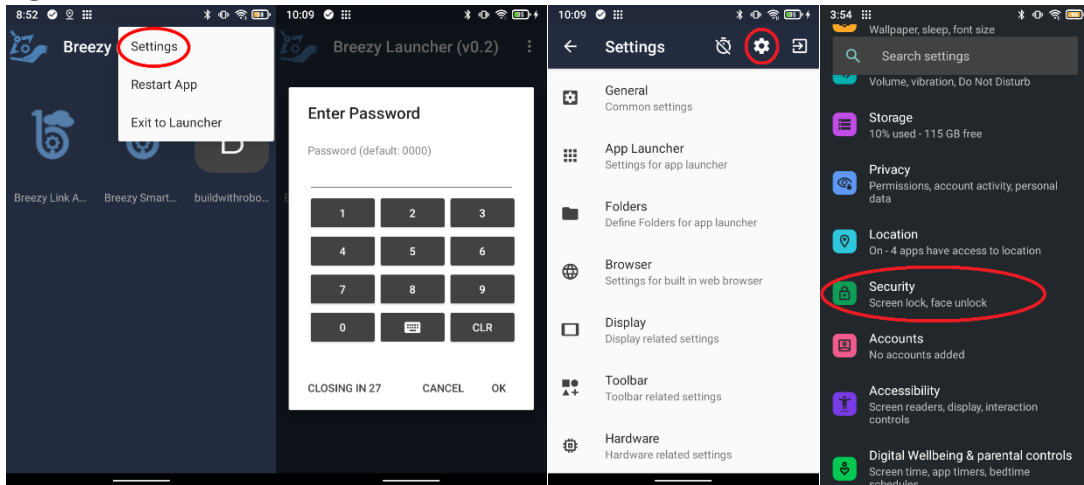 8:52
Breezy
Settings
Restart App
Exit to Launcher
Breezy Link A...
Breezy Smart...
buildwithrobo...
10:09
Breezy Launcher (v0.2)
Enter Password
Password (default: 0000)
1 2 3
4 5 6
7 8 9
0 CLR
CLOSING IN 27 CANCEL OK
10:09
Settings
General
Common settings
App Launcher
Settings for app launcher
Folders
Define Folders for app launcher
Browser
Settings for built in web browser
Display
Display related settings
Toolbar
Toolbar related settings
Hardware
Hardware related settings
3:54
Wallpaper, sleep, font size
Search settings
Volume, vibration, Do Not Disturb
Storage
10% used - 115 GB free
Privacy
Permissions, account activity, personal
data
Location
On - 4 apps have access to location
Security
Screen lock, face unlock
Accounts
No accounts added
Accessibility
Screen readers, display, interaction
controls
Digital Wellbeing & parental controls
Screen time, app timers, bedtime
schedules